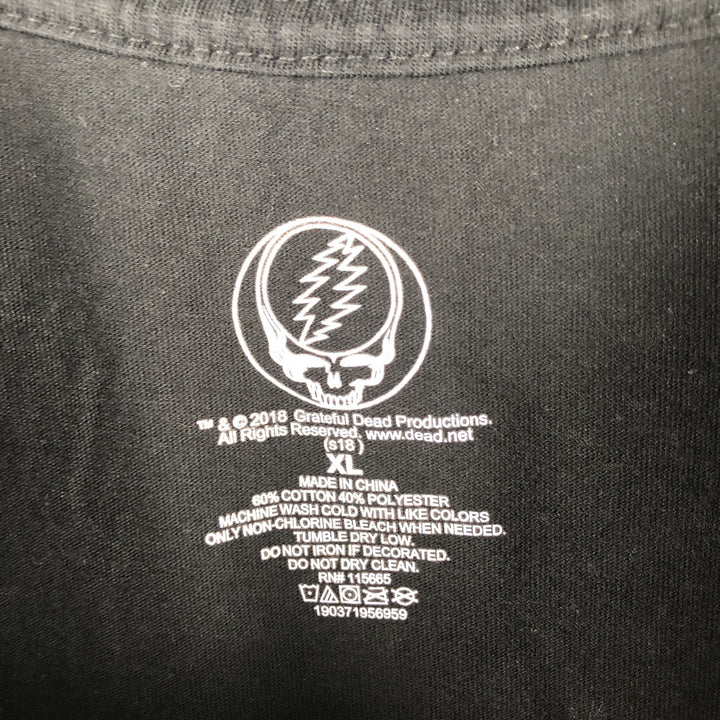 ™ & © 2018 Grateful Dead Productions.
All Rights Reserved. www.dead.net
(s18)
XL
MADE IN CHINA
60% COTTON 40% POLYESTER
MACHINE WASH COLD WITH LIKE COLORS
ONLY NON-CHLORINE BLEACH WHEN NEEDED.
TUMBLE DRY LOW.
DO NOT IRON IF DECORATED.
DO NOT DRY CLEAN.
RN# 115665
190371956959